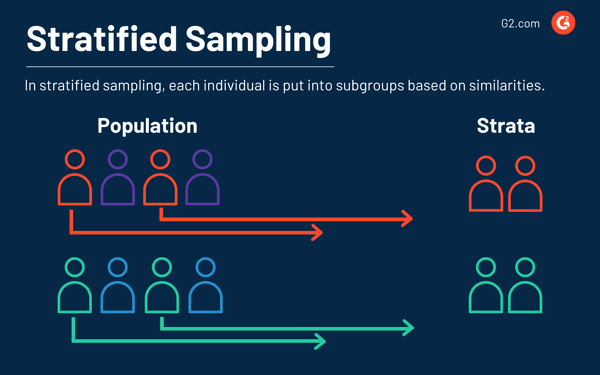 G2.com
Stratified Sampling
In stratified sampling, each individual is put into subgroups based on similarities.
Population
Strata